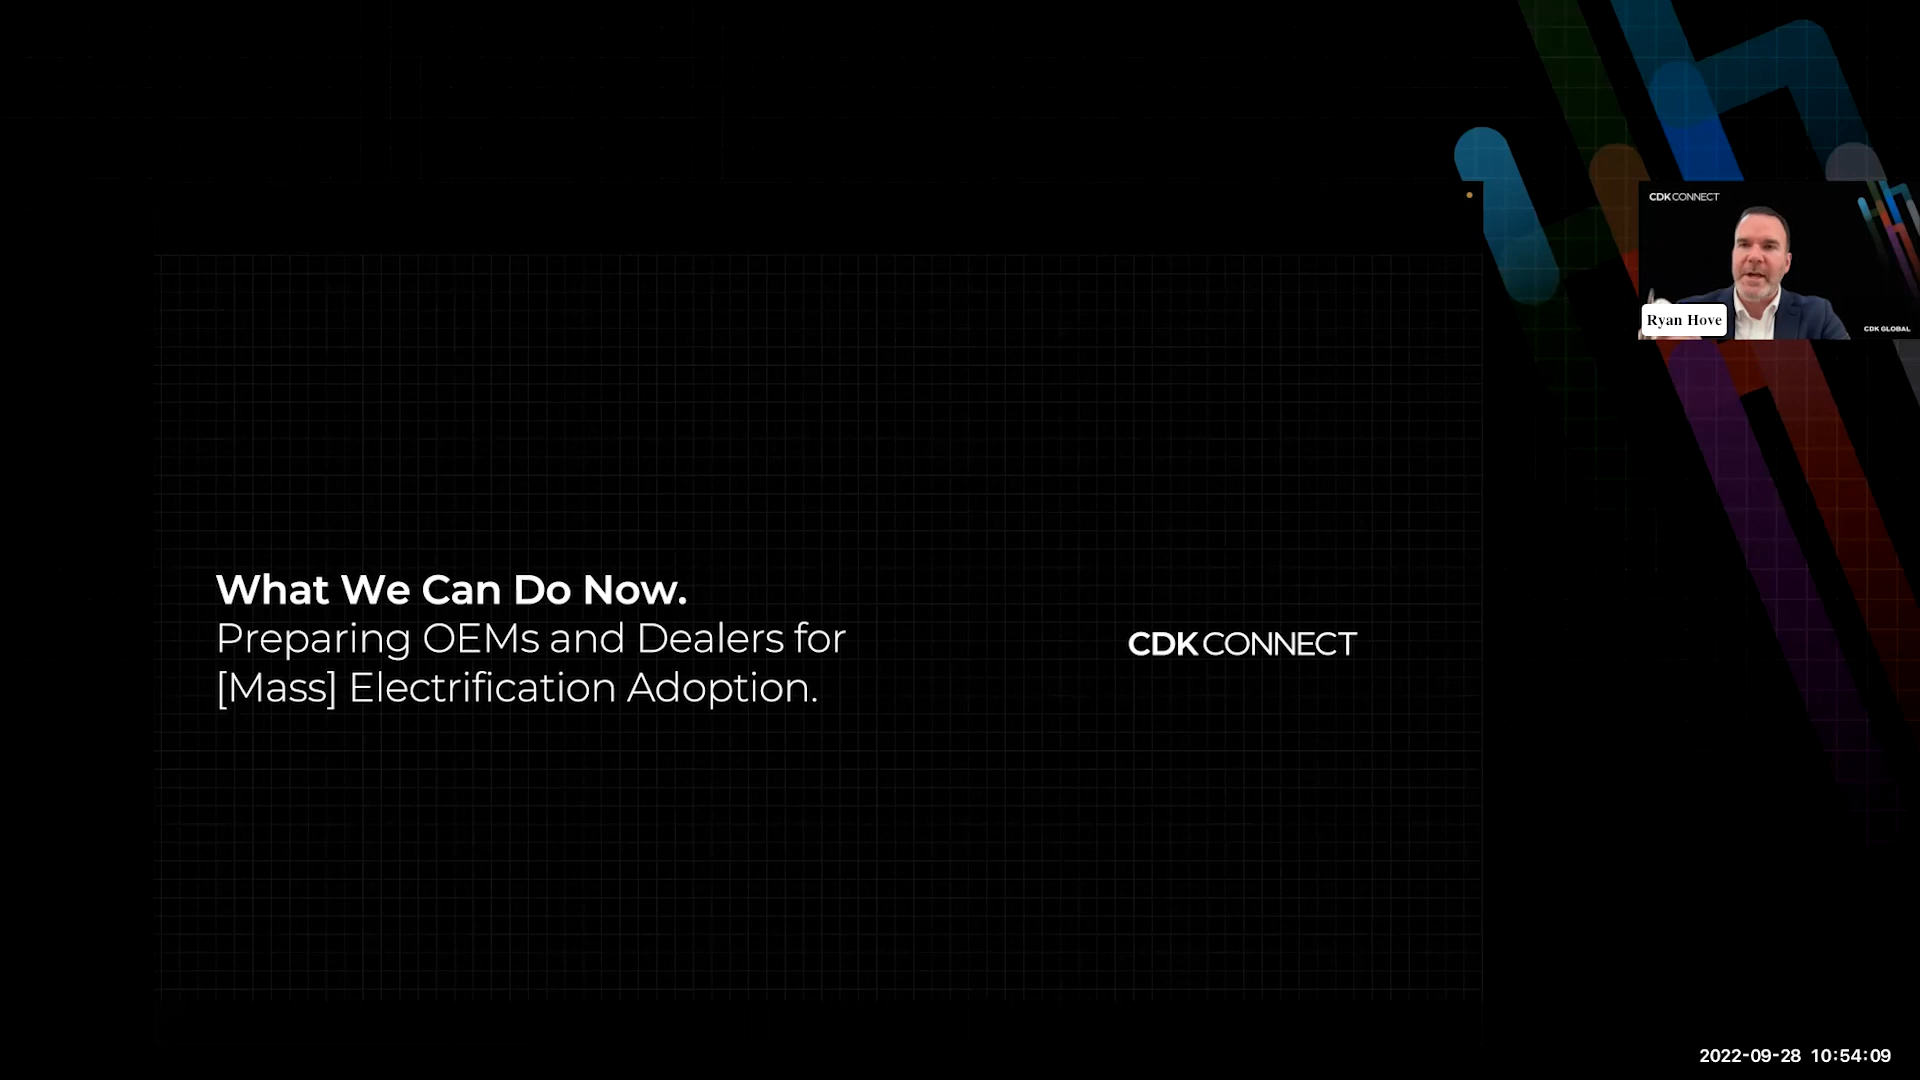 CDK CONNECT
Ryan Hove
CDK GLOBAL
What We Can Do Now.
Preparing OEMs and Dealers for
[Mass] Electrification Adoption.
CDK CONNECT
2022-09-28 10:54:09